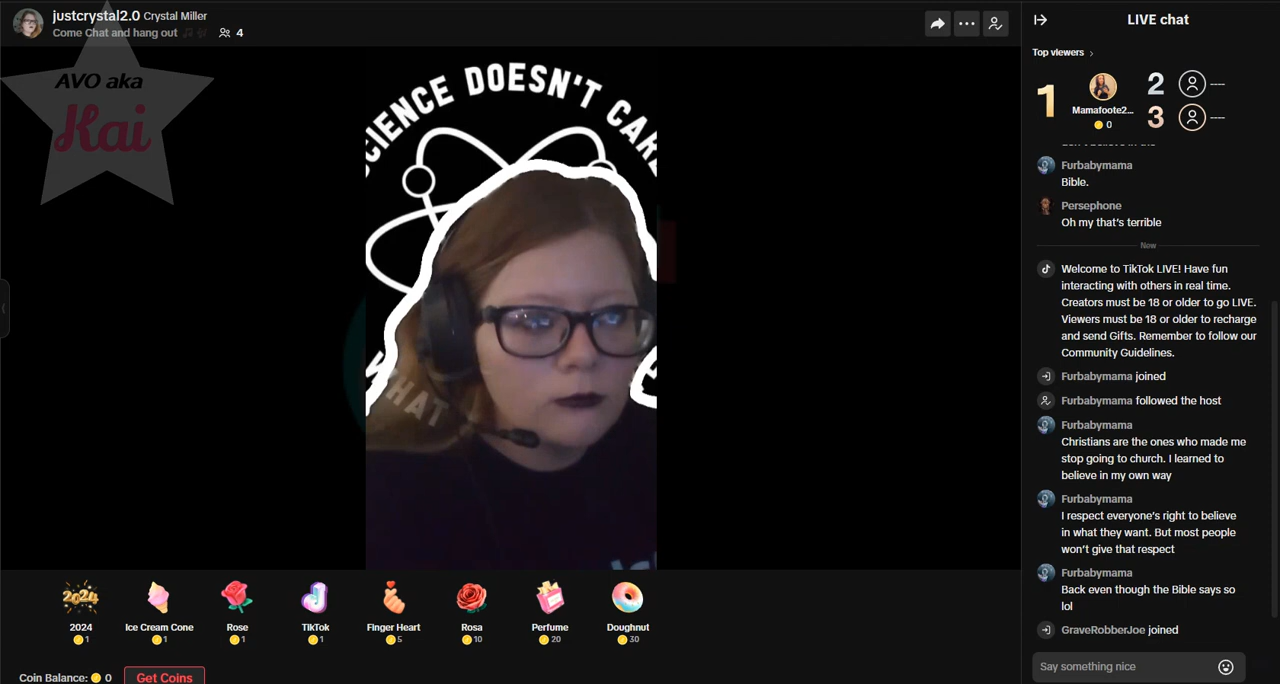 justcrystal2.0 Crystal Miller
Come Chat and hang out
4
AVO aka
Kai
SCIENCE DOESN'T CARE
WHAT
2024
2024
1
Ice Cream Cone
1
Rose
1
TikTok
1
Finger Heart
5
Rosa
10
Perfume
20
Doughnut
30
Coin Balance: 0
Get Coins
LIVE chat
Top viewers
1
Mamafoote2...
0
2 ----
3 ----
Furbabymama
Bible.
Persephone
Oh my that's terrible
Now
Welcome to TikTok LIVE! Have fun
interacting with others in real time.
Creators must be 18 or older to go LIVE.
Viewers must be 18 or older to recharge
and send Gifts. Remember to follow our
Community Guidelines.
Furbabymama joined
Furbabymama followed the host
Furbabymama
Christians are the ones who made me
stop going to church. I learned to
believe in my own way
Furbabymama
I respect everyone's right to believe
in what they want. But most people
won't give that respect
Furbabymama
Back even though the Bible says so
lol
GraveRobberJoe joined
Say something nice